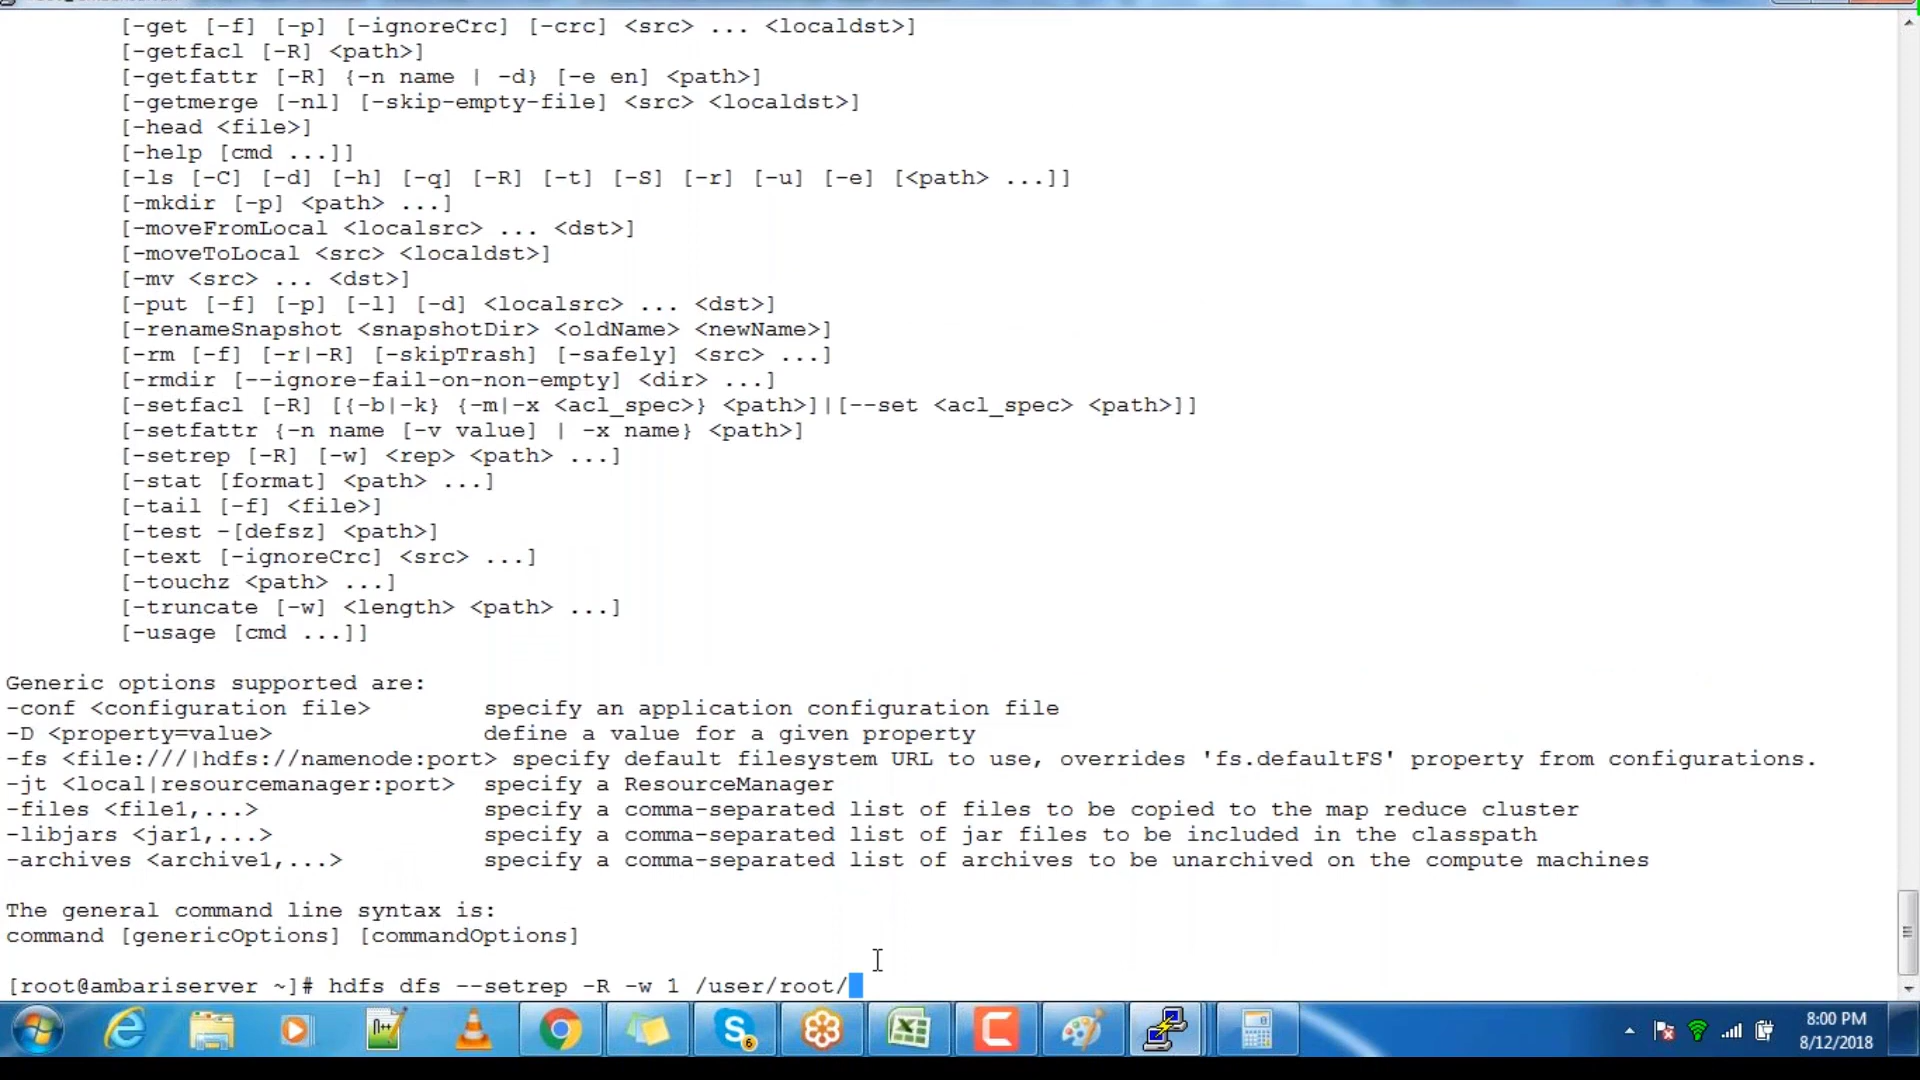 [-get [-f] [-p] [-ignoreCrc] [-crc] <src> ... <localdst>]
[-getfacl [-R] <path>]
[-getfattr [-R] {-n name | -d} [-e en] <path>]
[-getmerge [-nl] [-skip-empty-file] <src> <localdst>]
[-head <file>]
[-help [cmd ...]]
[-ls [-C] [-d] [-h] [-q] [-R] [-t] [-S] [-r] [-u] [-e] [<path> ...]]
[-mkdir [-p] <path> ...]
[-moveFromLocal <localsrc> ... <dst>]
[-moveToLocal <src> <localdst>]
[-mv <src> ... <dst>]
[-put [-f] [-p] [-l] [-d] <localsrc> ... <dst>]
[-renameSnapshot <snapshotDir> <oldName> <newName>]
[-rm [-f] [-r|-R] [-skipTrash] [-safely] <src> ...]
[-rmdir [--ignore-fail-on-non-empty] <dir> ...]
[-setfacl [-R] [{-b|-k} {-m|-x <acl_spec>} <path>]|[--set <acl_spec> <path>]]
[-setfattr {-n name [-v value] | -x name} <path>]
[-setrep [-R] [-w] <rep> <path> ...]
[-stat [format] <path> ...]
[-tail [-f] <file>]
[-test -[defsz] <path>]
[-text [-ignoreCrc] <src> ...]
[-touchz <path> ...]
[-truncate [-w] <length> <path> ...]
[-usage [cmd ...]]
Generic options supported are:
-conf <configuration file> specify an application configuration file
-D <property=value> define a value for a given property
-fs <file:///|hdfs://namenode:port> specify default filesystem URL to use, overrides 'fs.defaultFS' property from configurations.
-jt <local|resourcemanager:port> specify a ResourceManager
-files <file1,...> specify a comma-separated list of files to be copied to the map reduce cluster
-libjars <jar1,...> specify a comma-separated list of jar files to be included in the classpath
-archives <archive1,...> specify a comma-separated list of archives to be unarchived on the compute machines
The general command line syntax is:
command [genericOptions] [commandOptions]
[root@ambariserver ~]# hdfs dfs --setrep -R -w 1 /user/root/
8:00 PM
8/12/2018